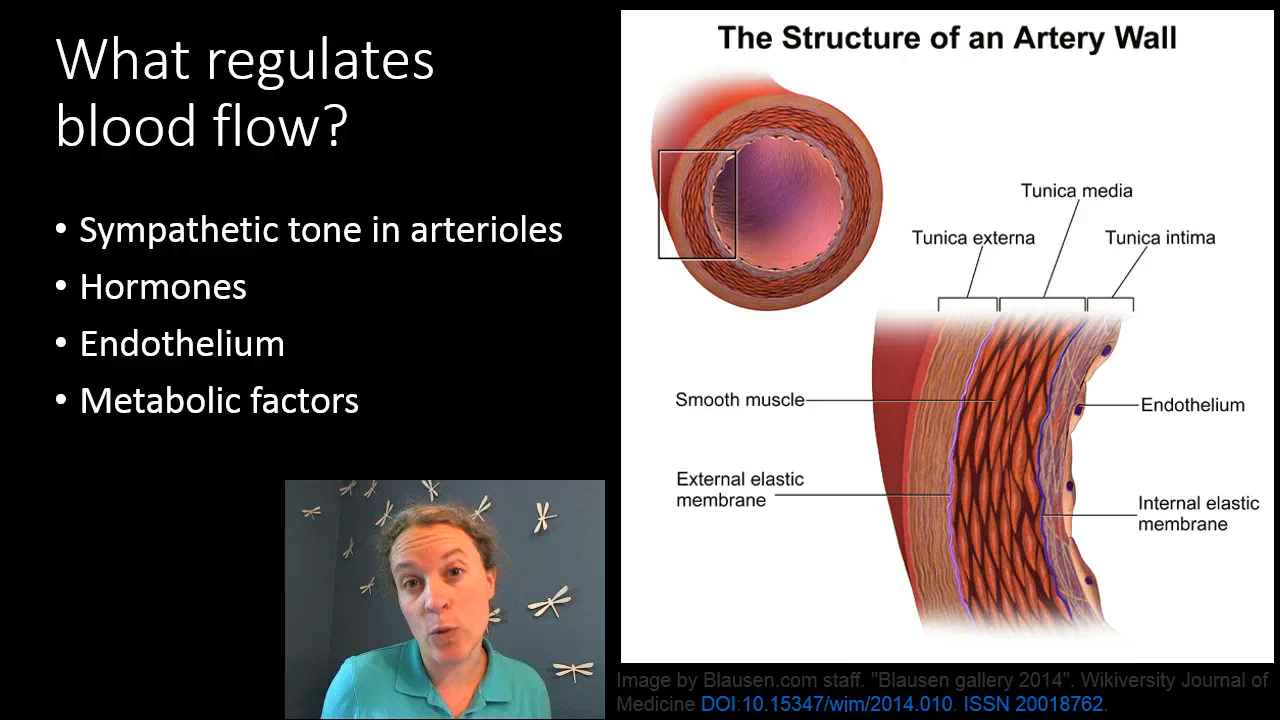 What regulates
blood flow?
• Sympathetic tone in arterioles
• Hormones
• Endothelium
• Metabolic factors
The Structure of an Artery Wall
Tunica media
Tunica externa
Tunica intima
Smooth muscle
Endothelium
External elastic
membrane
Internal elastic
membrane
Image by Blausen.com staff. "Blausen gallery 2014". Wikiversity Journal of
Medicine DOI:10.15347/wjm/2014.010. ISSN 20018762.